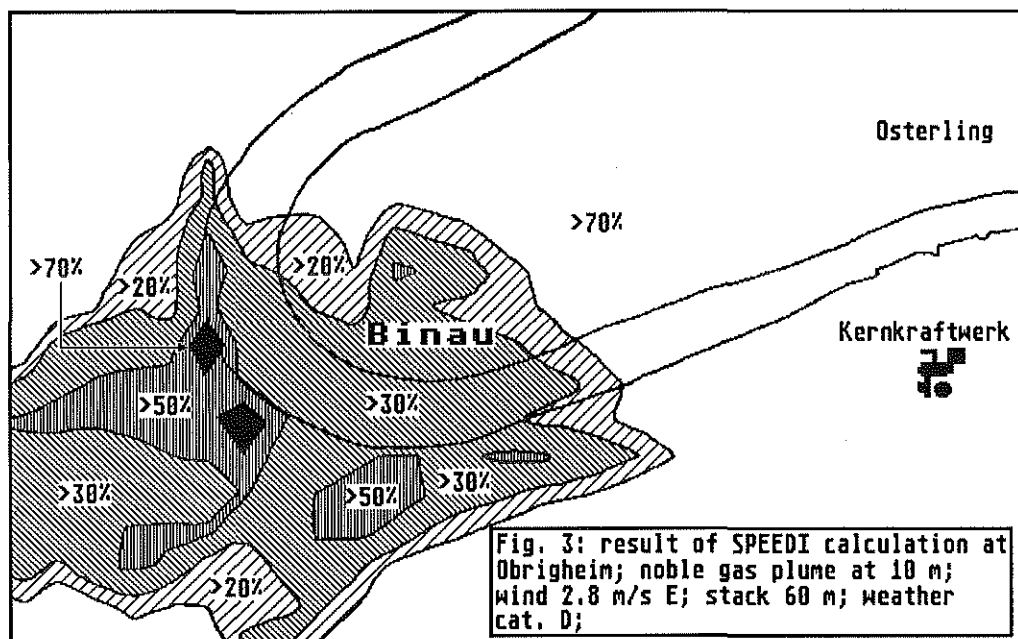 Osterling
>70%
>70%
>20%
>20%
Kernkraftwerk
Binau
>50%
>30%
>30%
>50%
>30%
>20%
Fig. 3: result of SPEEDI calculation at
Obrigheim; noble gas plume at 10 m;
wind 2.8 m/s E; stack 60 m; weather
cat. D;